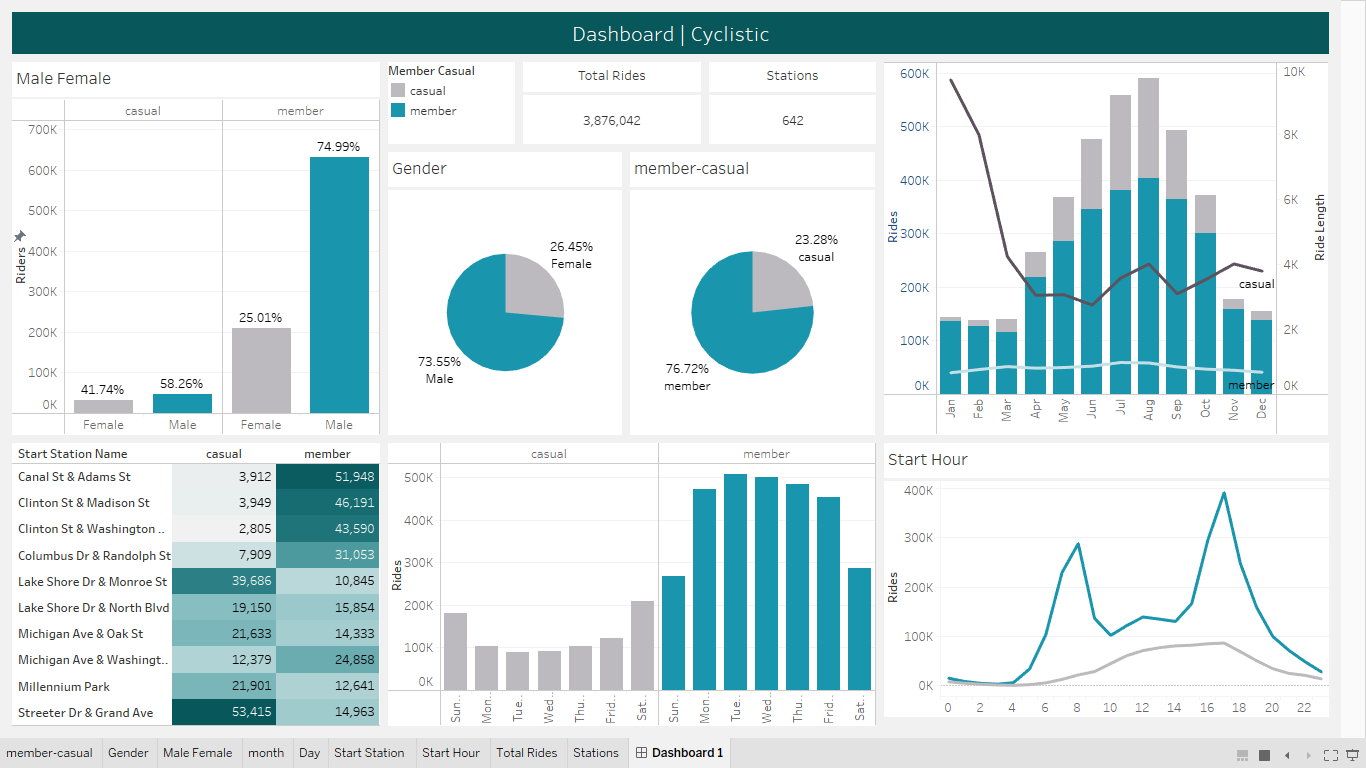 Dashboard | Cyclistic
Male Female
casual member
700K
600K
500K
400K
300K
200K
100K
0K
Riders
41.74%
58.26%
25.01%
74.99%
Female Male Female Male
Member Casual
casual
member
Total Rides
3,876,042
Stations
642
Gender
26.45%
Female
73.55%
Male
member-casual
23.28%
casual
76.72%
member
600K
500K
400K
300K
200K
100K
0K
Rides
10K
8K
6K
4K
2K
0K
Ride Length
casual
member
Jan Feb Mar Apr May Jun Jul Aug Sep Oct Nov Dec
Start Station Name casual member
Canal St & Adams St 3,912 51,948
Clinton St & Madison St 3,949 46,191
Clinton St & Washington .. 2,805 43,590
Columbus Dr & Randolph St 7,909 31,053
Lake Shore Dr & Monroe St 39,686 10,845
Lake Shore Dr & North Blvd 19,150 15,854
Michigan Ave & Oak St 21,633 14,333
Michigan Ave & Washingt.. 12,379 24,858
Millennium Park 21,901 12,641
Streeter Dr & Grand Ave 53,415 14,963
casual member
500K
400K
300K
200K
100K
0K
Rides
Sun.. Mon.. Tue.. Wed.. Thu.. Frid.. Sat.. Sun.. Mon.. Tue.. Wed.. Thu.. Frid.. Sat..
Start Hour
400K
300K
200K
100K
0K
Rides
0 2 4 6 8 10 12 14 16 18 20 22
member-casual Gender Male Female month Day Start Station Start Hour Total Rides Stations Dashboard 1